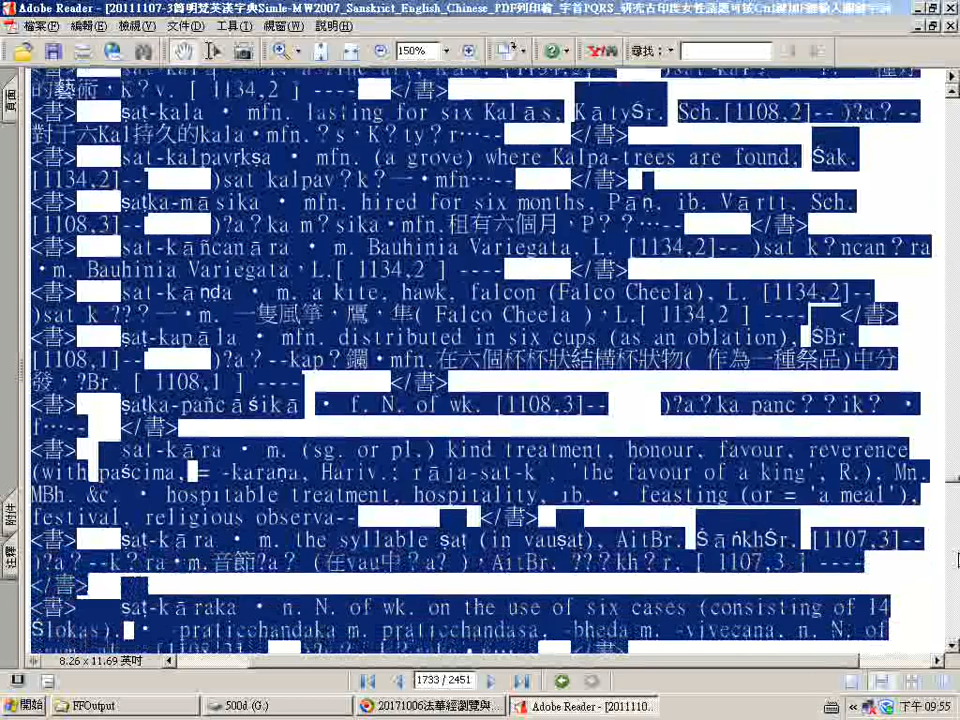 Adobe Reader - [20111107-3簡明梵英漢字典Simle-MW2007_Sanskrict_English_Chinese_PDF列印檔_字首PQRS_研究古印度女性話題可按Ctrl
檔案(F) 編輯(E) 檢視(V) 文件(D) 工具(T) 視窗(W) 說明(H)
150% 尋找：
的藝術，K？v. [ 1134,2 ] ---- </書>
<書> ṣaṭ-kala • mfn. lasting for six Kalās, KātyŚr. Sch.[1108,2]-- )?a？--
對于六Kal持久的kala•mfn.？s，K？ty？r…-- </書>
<書> sat-kalpavṛkṣa • mfn. (a grove) where Kalpa-trees are found, Śak.
[1134,2]-- )sat kalpav？k？一•mfn…-- </書>
<書> ṣaṭka-māsika • mfn. hired for six months, Pāṇ. ib. Vārtt. Sch.
[1108,3]-- )?a？ka m？sika•mfn.租有六個月，P？？…-- </書>
<書> sat-kāñcanāra • m. Bauhinia Variegata, L. [1134,2]-- )sat k？ncan？ra
•m. Bauhinia Variegata，L.[ 1134,2 ] ---- </書>
<書> sat-kāṇḍa • m. a kite, hawk, falcon (Falco Cheela), L. [1134,2]--
)sat k ??？一•m. 一隻風箏，鷹，隼( Falco Cheela )，L.[ 1134,2 ] ---- </書>
<書> ṣaṭ-kapāla • mfn. distributed in six cups (as an oblation), ŚBr.
[1108,1]-- )?a？--kap？鑭•mfn.在六個杯杯狀結構杯狀物( 作為一種祭品)中分
發，?Br. [ 1108,1 ] ---- </書>
<書> ṣaṭka-pañcāśikā • f. N. of wk. [1108,3]-- )?a？ka panc？？ik？ •
f…-- </書>
<書> sat-kāra • m. (sg. or pl.) kind treatment, honour, favour, reverence
(with paścima, = -karaṇa, Hariv.; rāja-sat-k , 'the favour of a king', R.), Mn.
MBh. &c. • hospitable treatment, hospitality, ib. • feasting (or = 'a meal'),
festival, religious observa-- </書>
<書> ṣaṭ-kāra • m. the syllable ṣaṭ (in vauṣaṭ), AitBr. ŚāṅkhŚr. [1107,3]--
)?a？--k？ra•m.音節?a？ (在vau中？a？ )，AitBr. ???kh？r. [ 1107,3 ] ----
</書>
<書> ṣaṭ-kāraka • n. N. of wk. on the use of six cases (consisting of 14
Ślokas). • -praticchandaka m. praticchandasa, -bheda m. -vivecana, n. N. of
頁面
附件
注釋
8.26 x 11.69 英吋
1733 / 2451
開始 FFOutput 500d (G:) 20171006法華經瀏覽與... Adobe Reader - [2011110... 下午 09:55